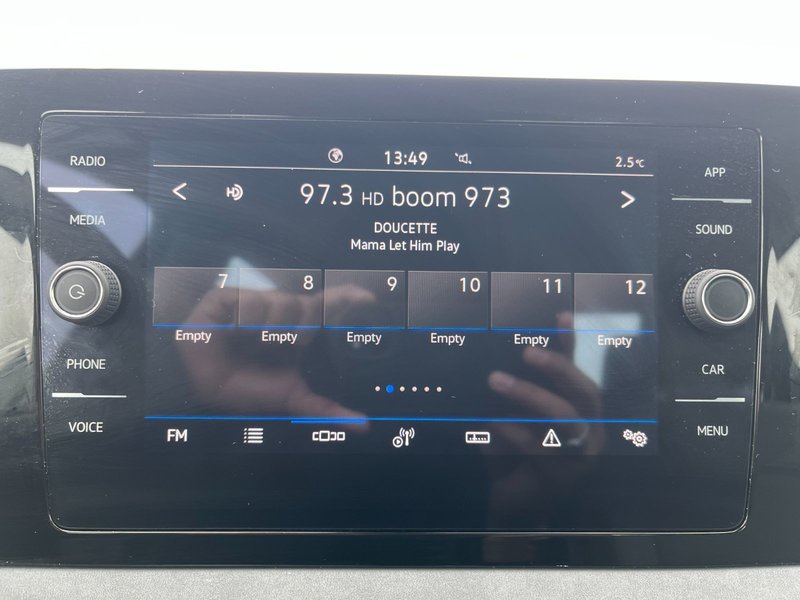 RADIO
MEDIA
PHONE
VOICE
13:49
2.5°C
< HD 97.3 HD boom 973 >
DOUCETTE
Mama Let Him Play
7 8 9 10 11 12
Empty Empty Empty Empty Empty Empty
FM
APP
SOUND
CAR
MENU